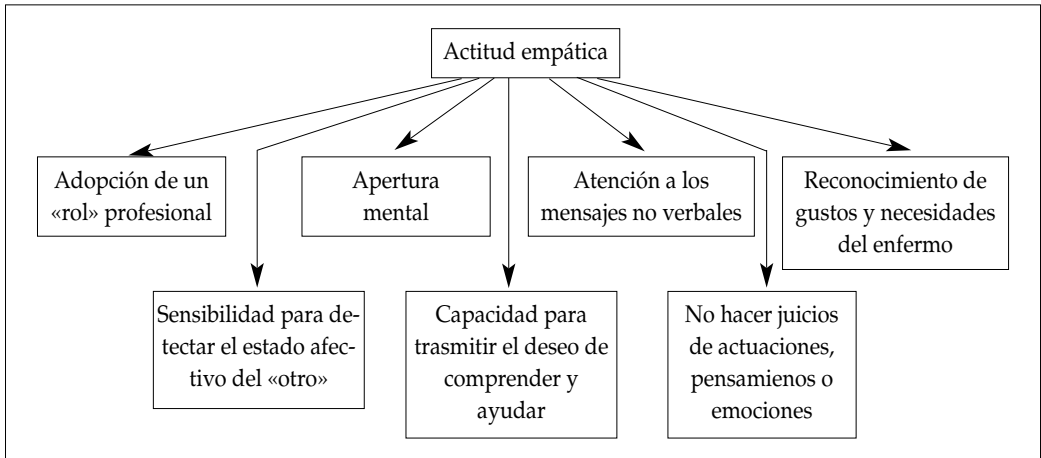 Actitud empática
Adopción de un
«rol» profesional
Apertura
mental
Atención a los
mensajes no verbales
Reconocimiento de
gustos y necesidades
del enfermo
Sensibilidad para de-
tectar el estado afec-
tivo del «otro»
Capacidad para
trasmitir el deseo de
comprender y
ayudar
No hacer juicios
de actuaciones,
pensamienos o
emociones